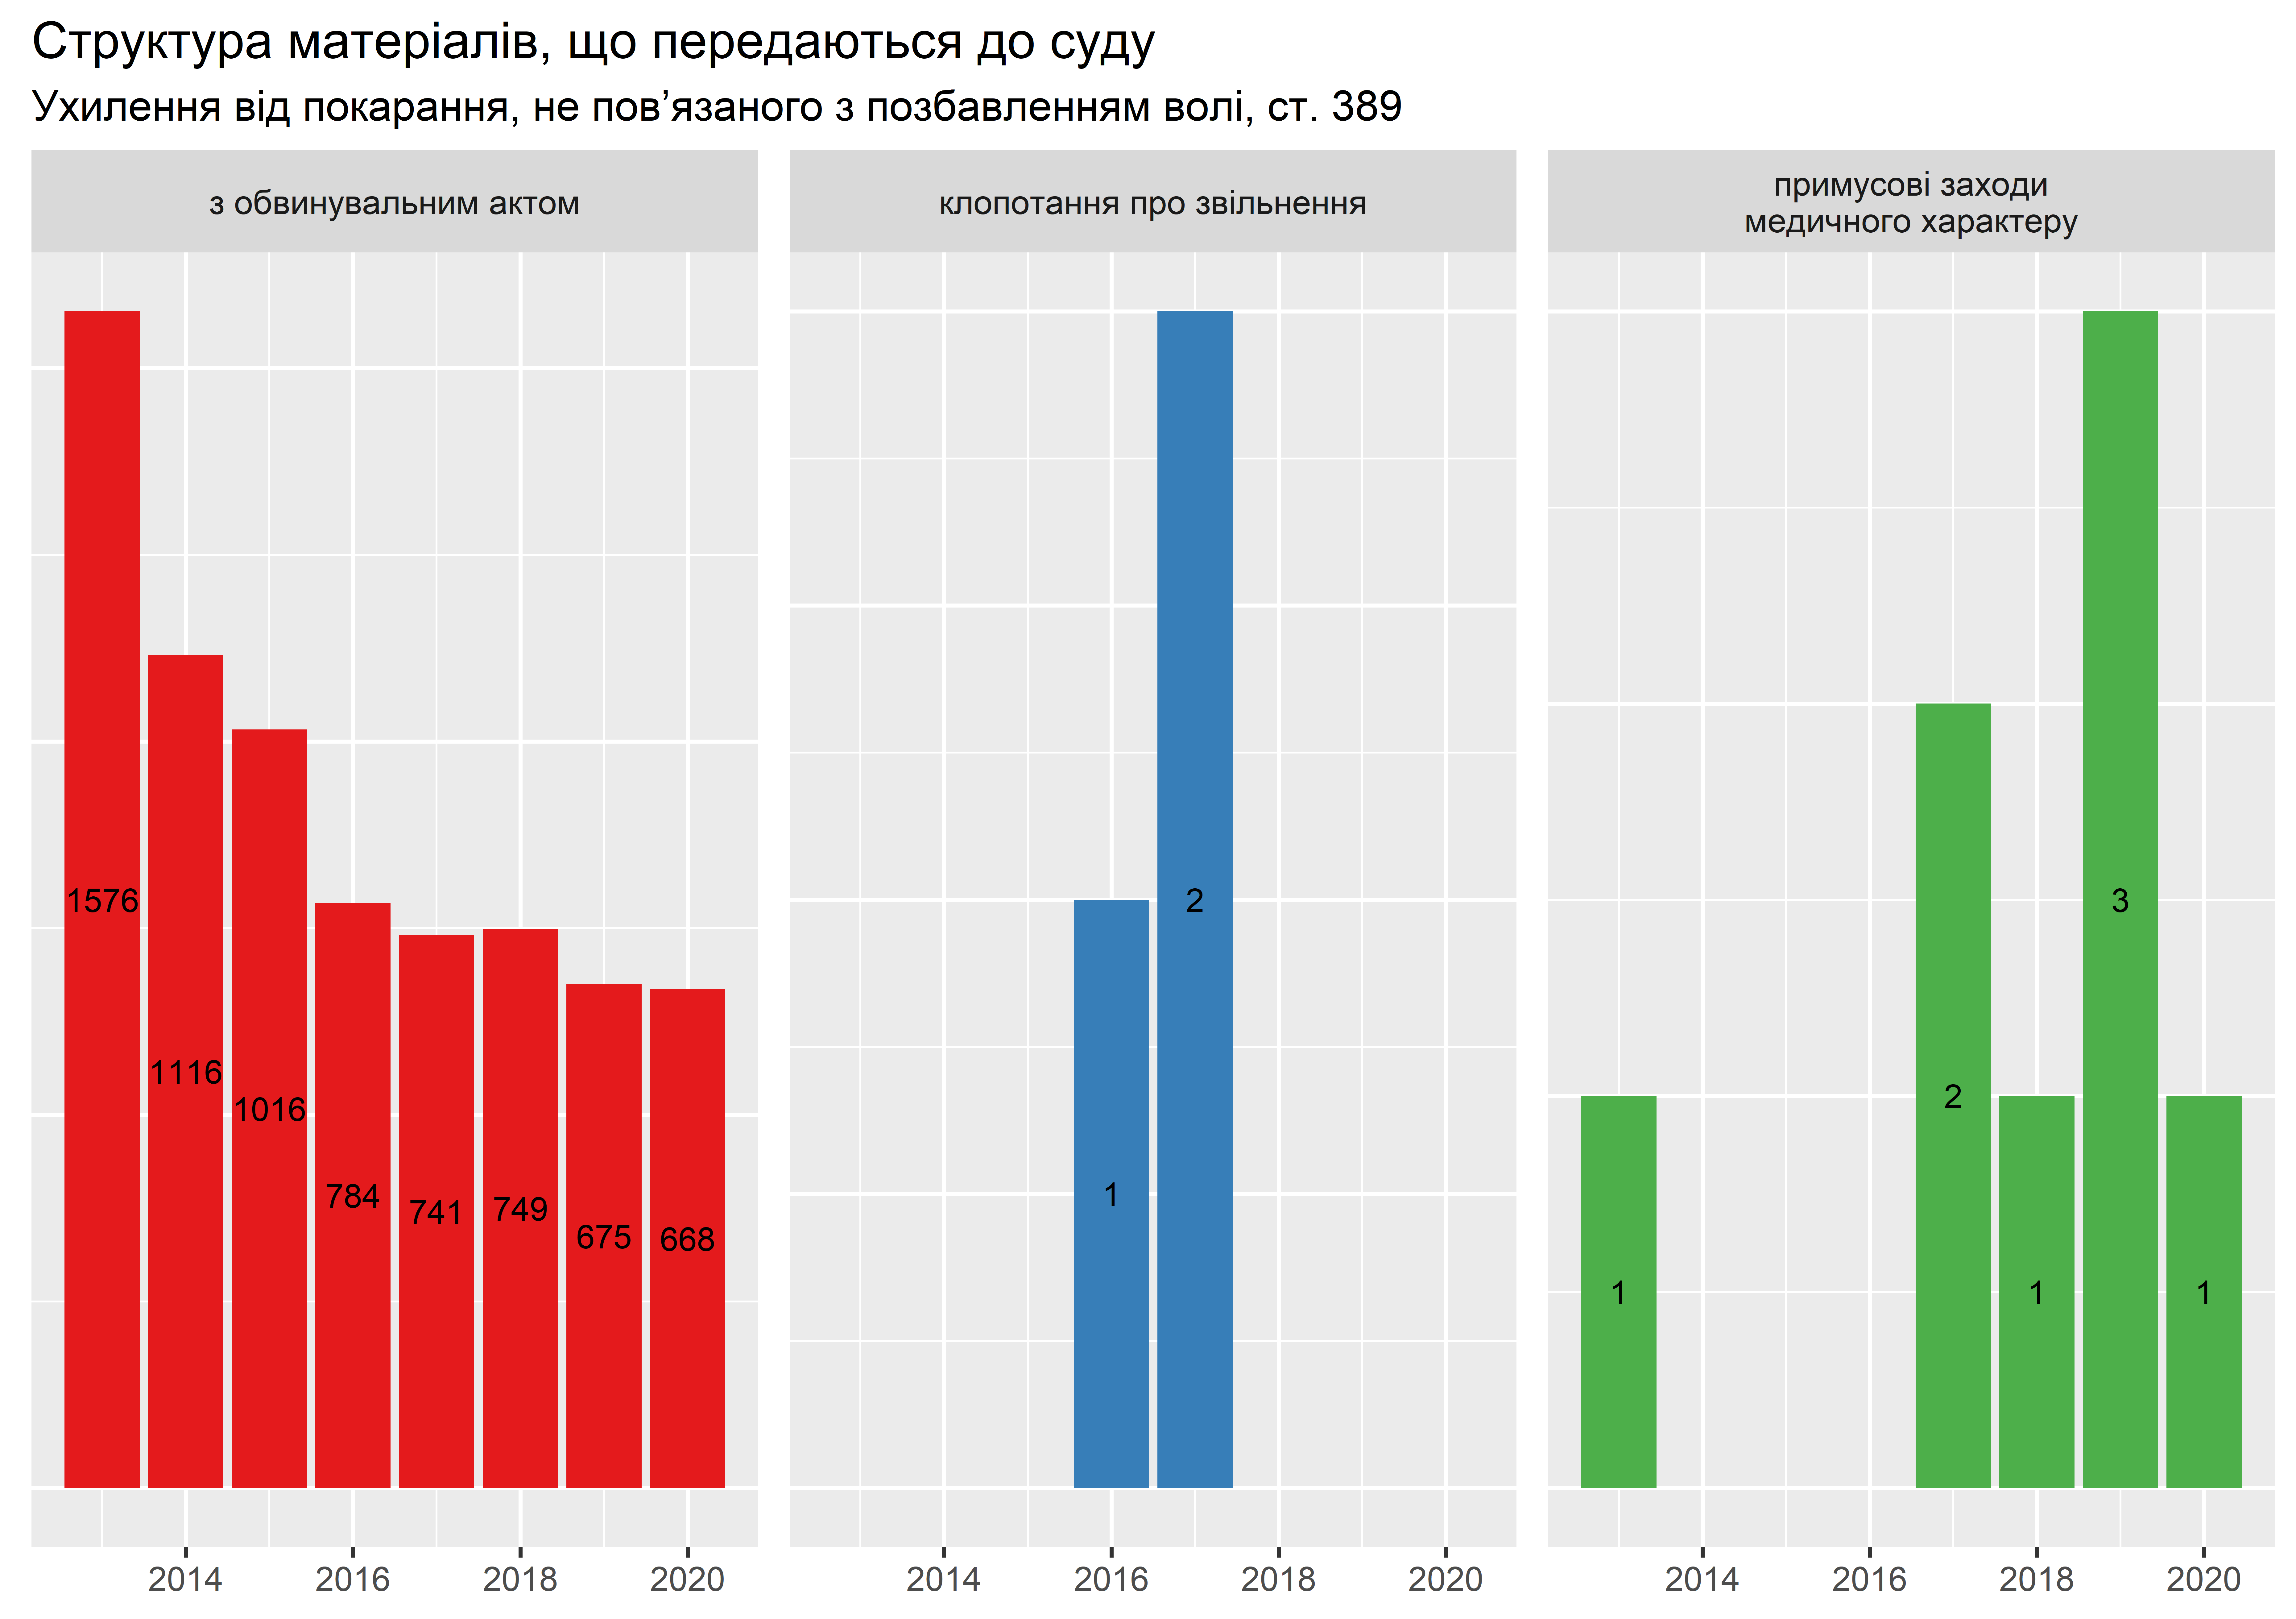 Структура матеріалів, що передаються до суду
Ухилення від покарання, не пов’язаного з позбавленням волі, ст. 389
з обвинувальним актом
1576
1116
1016
784
741
749
675
668
2014 2016 2018 2020
клопотання про звільнення
1
2
2014 2016 2018 2020
примусові заходи
медичного характеру
1
2
1
3
1
2014 2016 2018 2020